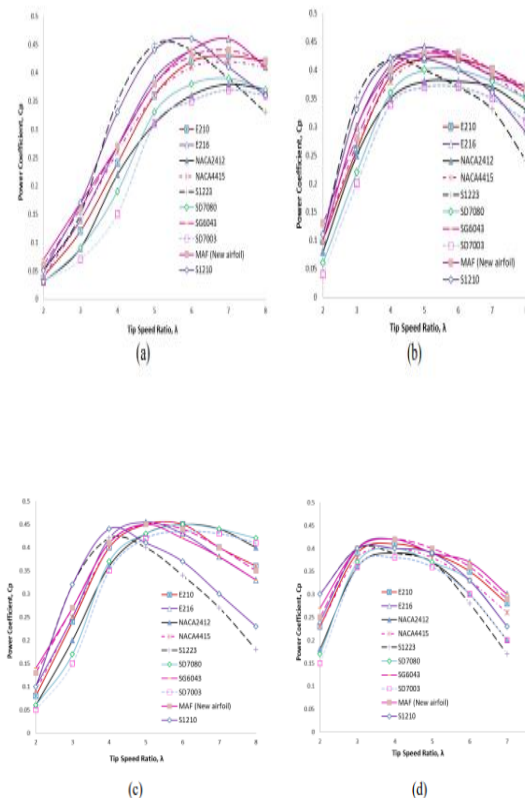 0.5
0.45
0.4
0.35
0.3
0.25
0.2
0.15
0.1
0.05
0
Power Coefficient, Cp
2 3 4 5 6 7 8
Tip Speed Ratio, λ
E210
E216
NACA2412
NACA4415
S1223
SD7080
SG6043
SD7003
MAF (New airfoil)
S1210
(a)
0.5
0.45
0.4
0.35
0.3
0.25
0.2
0.15
0.1
0.05
0
Power Coefficient, Cp
2 3 4 5 6 7 8
Tip Speed Ratio, λ
E210
E216
NACA2412
NACA4415
S1223
SD7080
SG6043
SD7003
MAF (New airfoil)
S1210
(b)
0.5
0.45
0.4
0.35
0.3
0.25
0.2
0.15
0.1
0.05
0
Power Coefficient, Cp
2 3 4 5 6 7 8
Tip Speed Ratio, λ
E210
E216
NACA2412
NACA4415
S1223
SD7080
SG6043
SD7003
MAF (New airfoil)
S1210
(c)
0.5
0.45
0.4
0.35
0.3
0.25
0.2
0.15
0.1
0.05
0
Power Coefficient, Cp
2 3 4 5 6 7
Tip Speed Ratio, λ
E210
E216
NACA2412
NACA4415
S1223
SD7080
SG6043
SD7003
MAF (New airfoil)
S1210
(d)